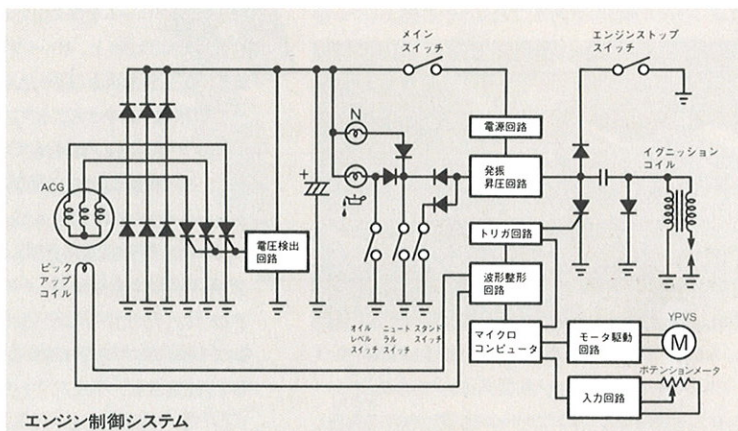 メイン
スイッチ
エンジンストップ
スイッチ
N
電源回路
発振
昇圧回路
イグニッション
コイル
ACG
+
電圧検出
回路
トリガ回路
波形整形
回路
ピック
アップ
コイル
オイル
レベル
スイッチ
ニュート
ラル
スイッチ
スタンド
スイッチ
マイクロ
コンピュータ
モータ駆動
回路
YPVS
M
ポテンションメータ
入力回路
エンジン制御システム